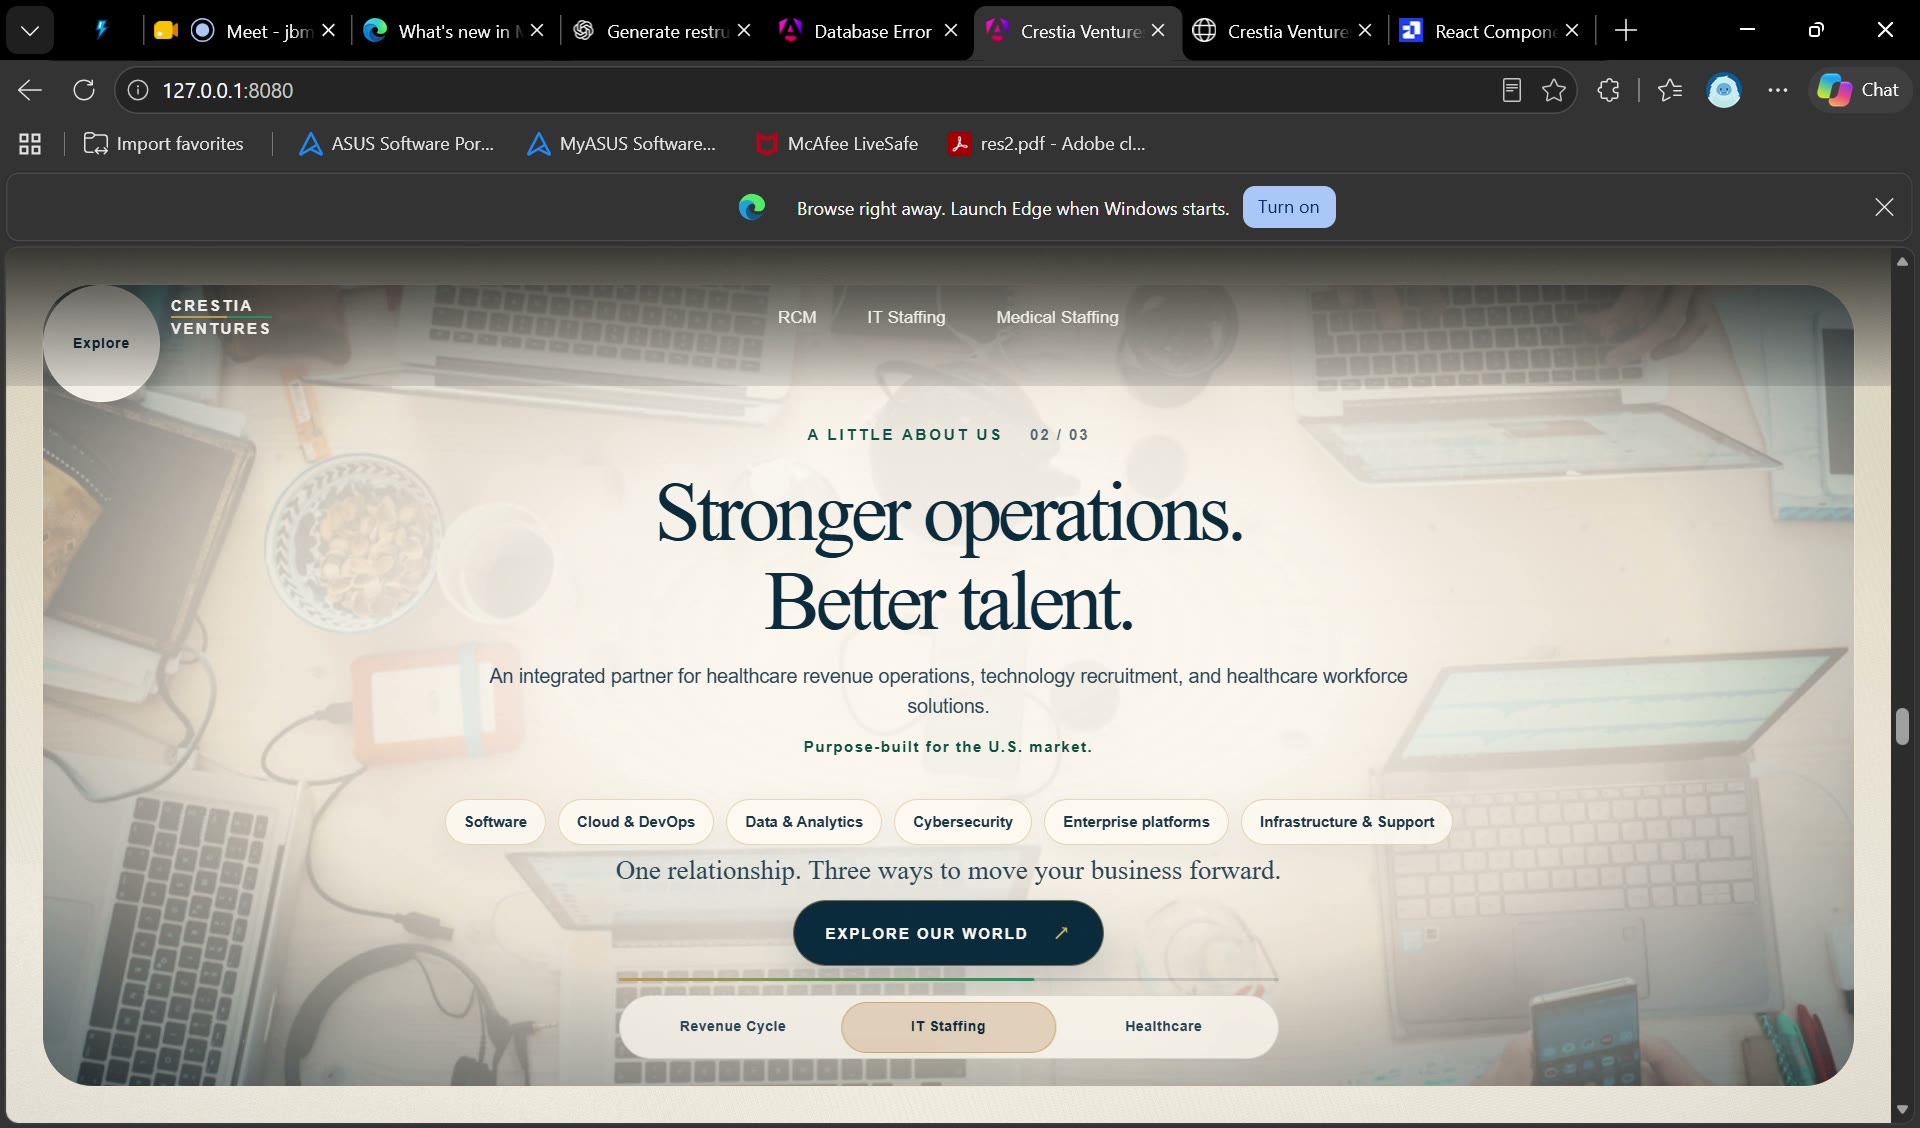 Meet - jbm
What's new in
Generate restru
Database Error
Crestia Venture
Crestia Venture
React Compone
127.0.0.1:8080
Chat
Import favorites
ASUS Software Por...
MyASUS Software...
McAfee LiveSafe
res2.pdf - Adobe cl...
Browse right away. Launch Edge when Windows starts.
Turn on
Explore
CRESTIA
VENTURES
RCM
IT Staffing
Medical Staffing
A LITTLE ABOUT US 02 / 03
Stronger operations.
Better talent.
An integrated partner for healthcare revenue operations, technology recruitment, and healthcare workforce
solutions.
Purpose-built for the U.S. market.
Software
Cloud & DevOps
Data & Analytics
Cybersecurity
Enterprise platforms
Infrastructure & Support
One relationship. Three ways to move your business forward.
EXPLORE OUR WORLD ↗
Revenue Cycle
IT Staffing
Healthcare